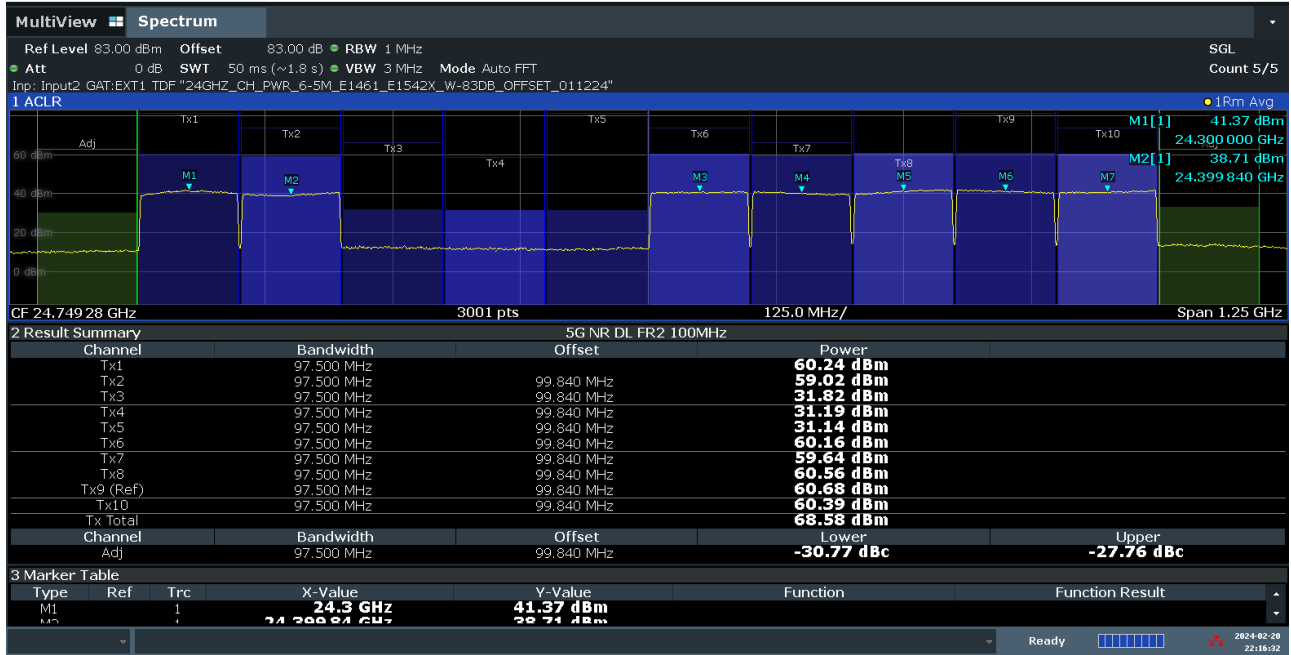 MultiView Spectrum
Ref Level 83.00 dBm Offset 83.00 dB RBW 1 MHz SGL
Att 0 dB SWT 50 ms (~1.8 s) VBW 3 MHz Mode Auto FFT Count 5/5
Inp: Input2 GAT:EXT1 TDF "24GHZ_CH_PWR_6-5M_E1461_E1542X_W-83DB_OFFSET_011224"
1 ACLR 1Rm Avg
Tx1 Tx5 Tx9 M1[1] 41.37 dBm
Tx2 Tx6 Tx10
Adj Tx3 Tx7 24.300 000 GHz
60 dBm Tx4 Tx8 M2[1] 38.71 dBm
M1 M2 M3 M4 M5 M6 M7 24.399 840 GHz
40 dBm
20 dBm
0 dBm
CF 24.749 28 GHz 3001 pts 125.0 MHz/ Span 1.25 GHz
2 Result Summary 5G NR DL FR2 100MHz
Channel Bandwidth Offset Power
Tx1 97.500 MHz 60.24 dBm
Tx2 97.500 MHz 99.840 MHz 59.02 dBm
Tx3 97.500 MHz 99.840 MHz 31.82 dBm
Tx4 97.500 MHz 99.840 MHz 31.19 dBm
Tx5 97.500 MHz 99.840 MHz 31.14 dBm
Tx6 97.500 MHz 99.840 MHz 60.16 dBm
Tx7 97.500 MHz 99.840 MHz 59.64 dBm
Tx8 97.500 MHz 99.840 MHz 60.56 dBm
Tx9 (Ref) 97.500 MHz 99.840 MHz 60.68 dBm
Tx10 97.500 MHz 99.840 MHz 60.39 dBm
Tx Total 68.58 dBm
Channel Bandwidth Offset Lower Upper
Adj 97.500 MHz 99.840 MHz -30.77 dBc -27.76 dBc
3 Marker Table
Type Ref Trc X-Value Y-Value Function Function Result
M1 1 24.3 GHz 41.37 dBm
M2 1 24.399 84 GHz 38.71 dBm
Ready 2024-02-20
22:16:32